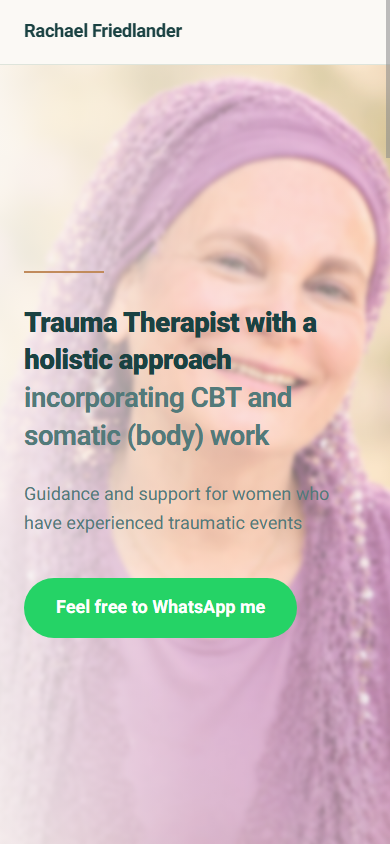 Rachael Friedlander
Trauma Therapist with a
holistic approach
incorporating CBT and
somatic (body) work
Guidance and support for women who
have experienced traumatic events
Feel free to WhatsApp me